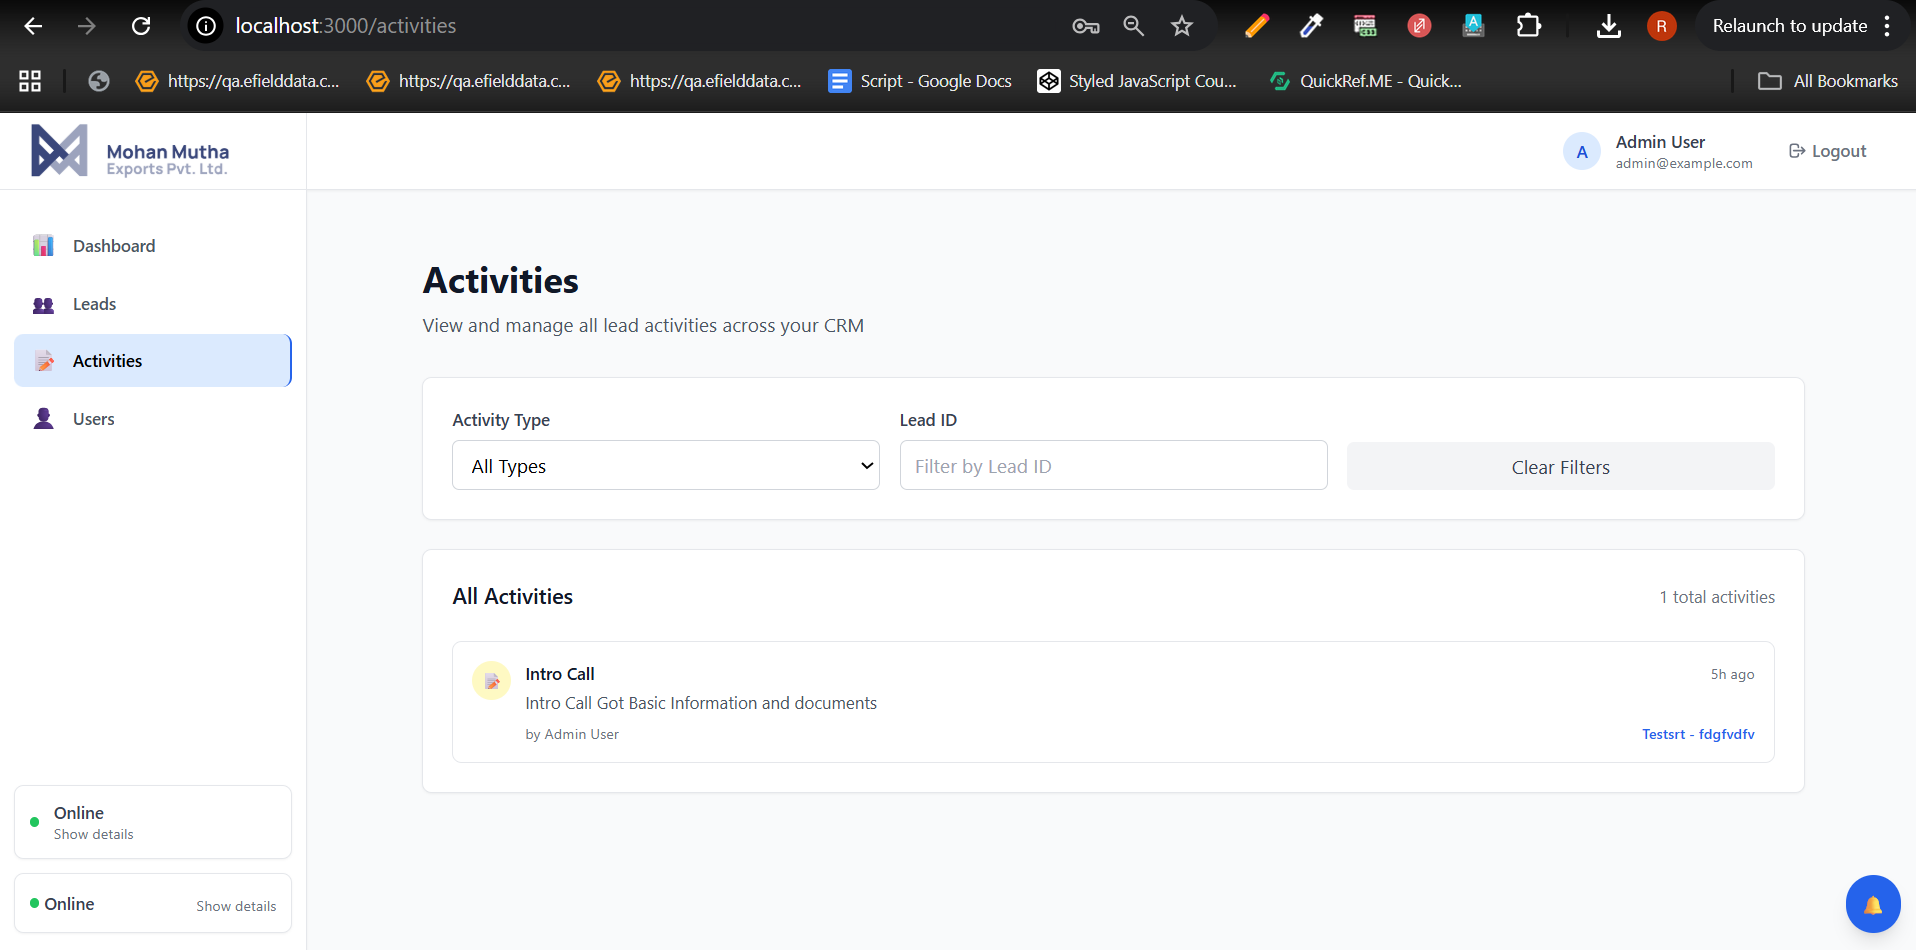 localhost:3000/activities
R
Relaunch to update
https://qa.efielddata.c...
https://qa.efielddata.c...
https://qa.efielddata.c...
Script - Google Docs
Styled JavaScript Cou...
QuickRef.ME - Quick...
All Bookmarks
Mohan Mutha
Exports Pvt. Ltd.
A
Admin User
admin@example.com
Logout
Dashboard
Leads
Activities
Users
Activities
View and manage all lead activities across your CRM
Activity Type
Lead ID
All Types
Filter by Lead ID
Clear Filters
All Activities
1 total activities
Intro Call
5h ago
Intro Call Got Basic Information and documents
by Admin User
Testsrt - fdgfvdfv
Online
Show details
Online
Show details